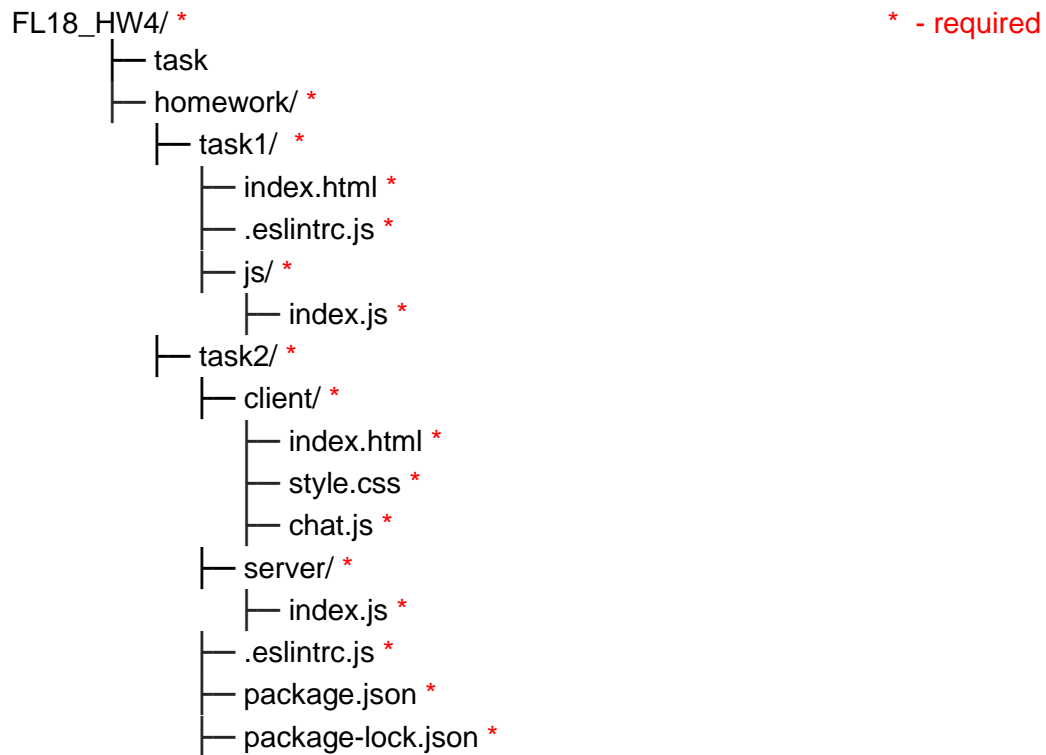 FL18_HW4/ * * - required
├── task
├── homework/ *
├── task1/ *
├── index.html *
├── .eslintrc.js *
├── js/ *
├── index.js *
├── task2/ *
├── client/ *
├── index.html *
├── style.css *
├── chat.js *
├── server/ *
├── index.js *
├── .eslintrc.js *
├── package.json *
├── package-lock.json *